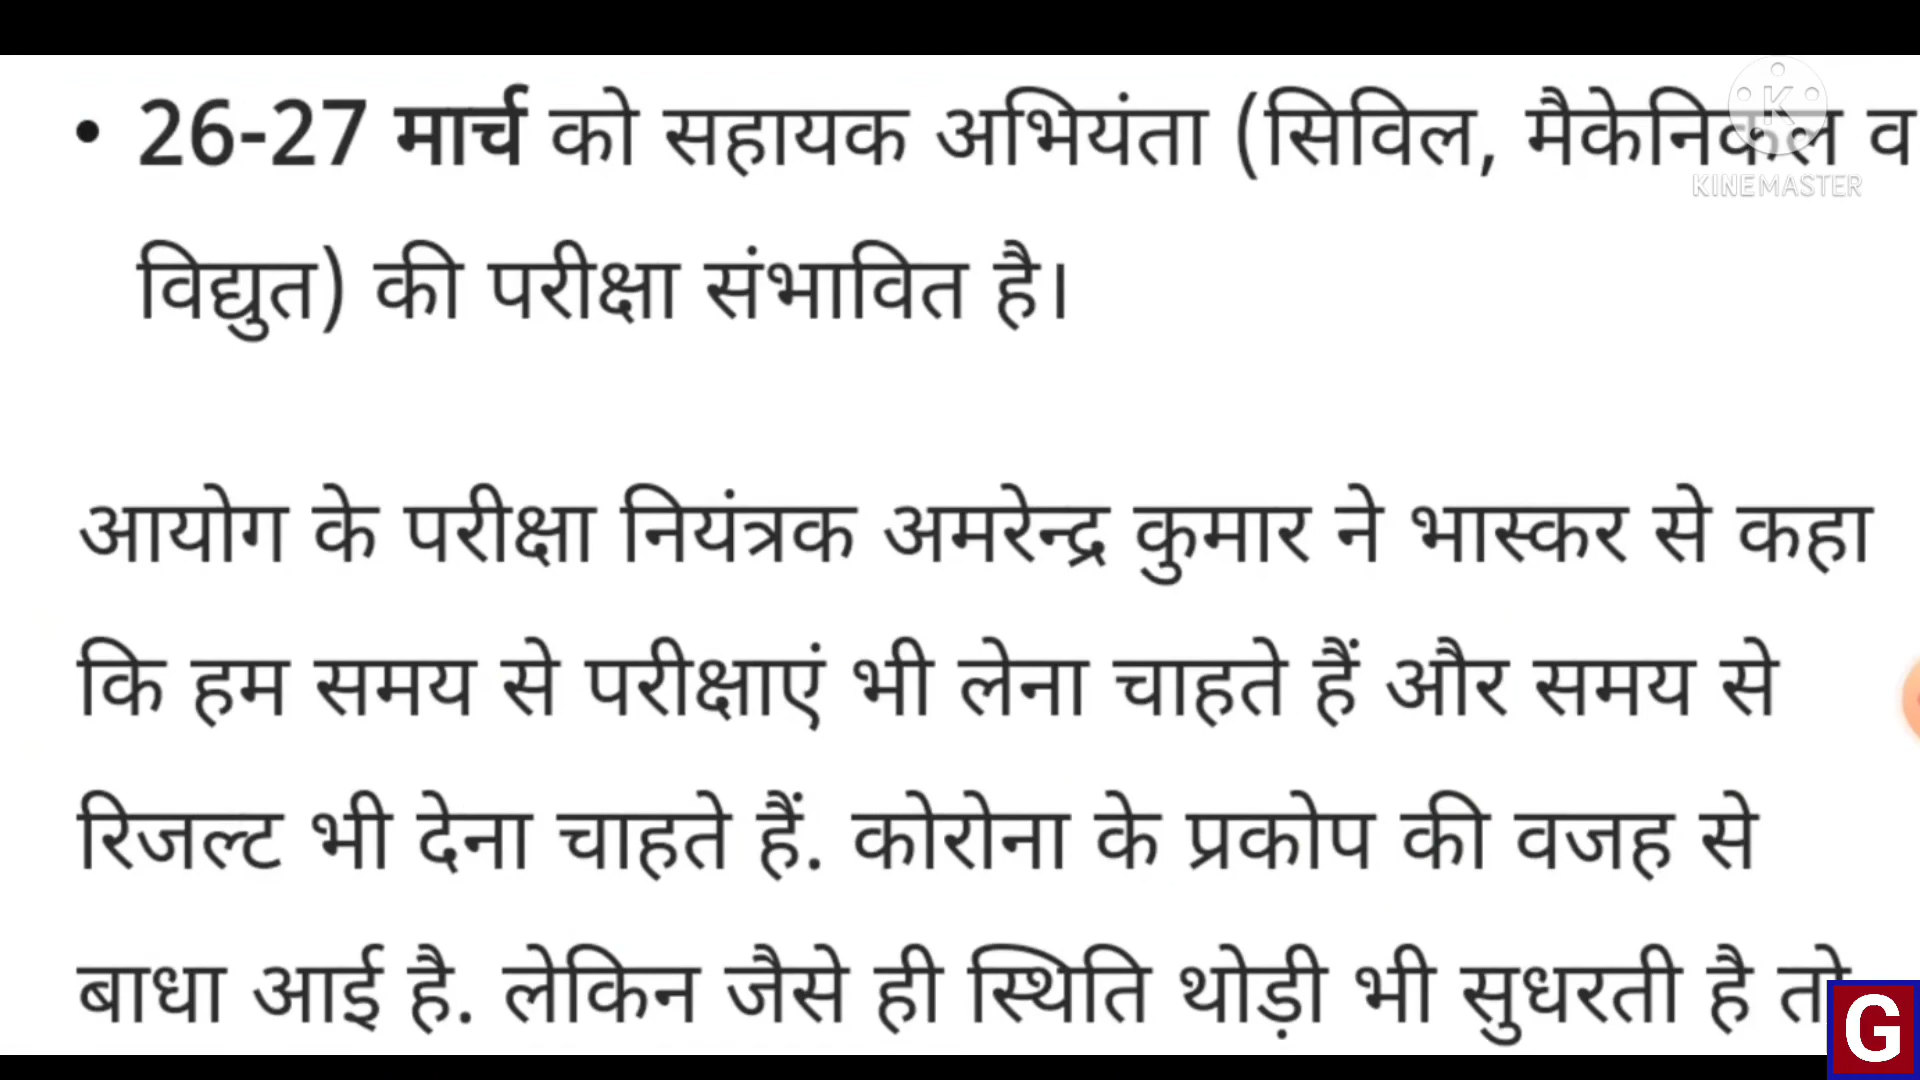 • 26-27 मार्च को सहायक अभियंता (सिविल, मैकेनिकल व
K
KINEMASTER
विद्युत) की परीक्षा संभावित है।
आयोग के परीक्षा नियंत्रक अमरेन्द्र कुमार ने भास्कर से कहा
कि हम समय से परीक्षाएं भी लेना चाहते हैं और समय से
रिजल्ट भी देना चाहते हैं. कोरोना के प्रकोप की वजह से
बाधा आई है. लेकिन जैसे ही स्थिति थोड़ी भी सुधरती है तो
G